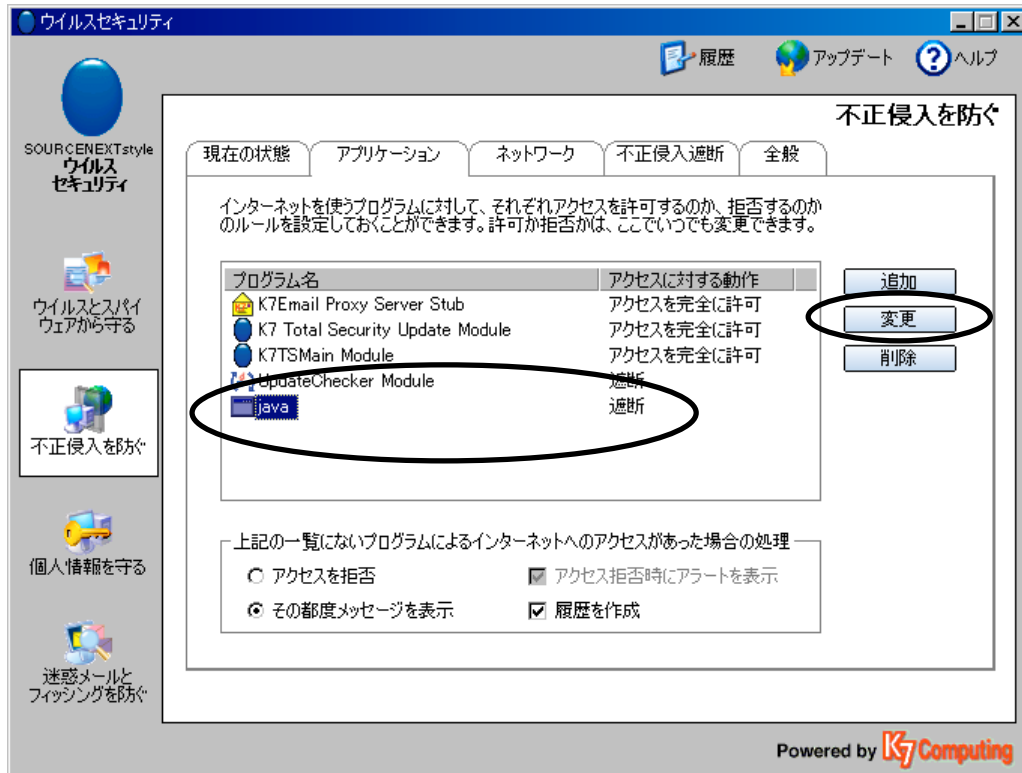 ウイルスセキュリティ
履歴
アップデート
ヘルプ
SOURCENEXTstyle
ウイルス
セキュリティ
不正侵入を防ぐ
現在の状態
アプリケーション
ネットワーク
不正侵入遮断
全般
インターネットを使うプログラムに対して、それぞれアクセスを許可するのか、拒否するのか
のルールを設定しておくことができます。許可か拒否かは、ここでいつでも変更できます。
プログラム名 アクセスに対する動作
K7Email Proxy Server Stub アクセスを完全に許可
K7 Total Security Update Module アクセスを完全に許可
K7TSMain Module アクセスを完全に許可
UpdateChecker Module 遮断
java 遮断
追加
変更
削除
ウイルスとスパイ
ウェアから守る
不正侵入を防ぐ
個人情報を守る
迷惑メールと
フィッシングを防ぐ
上記の一覧にないプログラムによるインターネットへのアクセスがあった場合の処理
アクセスを拒否
アクセス拒否時にアラートを表示
その都度メッセージを表示
履歴を作成
Powered by K7 Computing